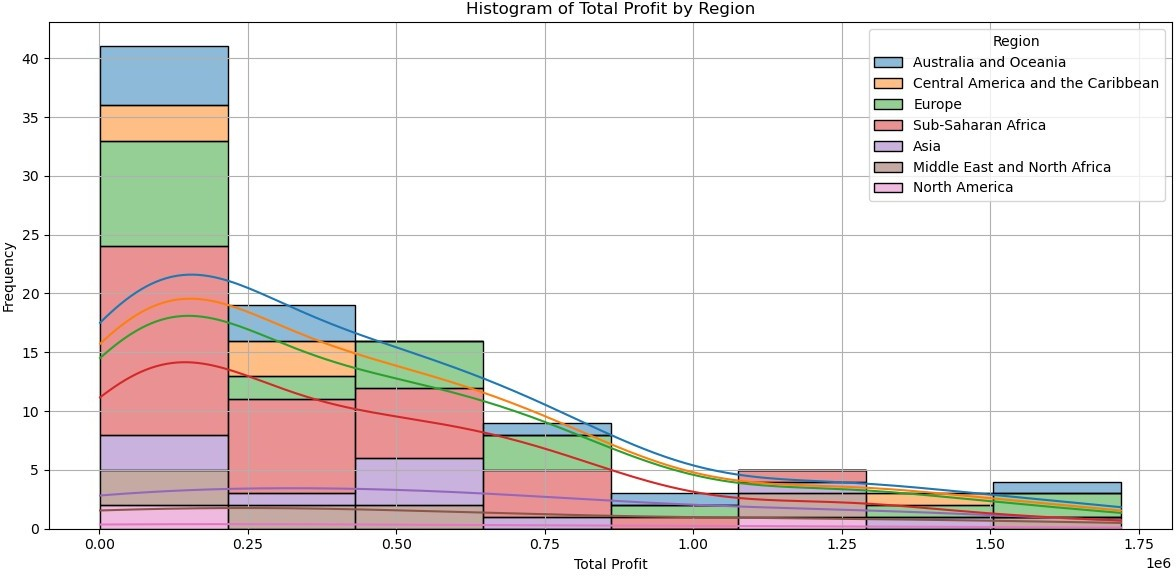 Histogram of Total Profit by Region
Region
Australia and Oceania
Central America and the Caribbean
Europe
Sub-Saharan Africa
Asia
Middle East and North Africa
North America
Frequency
40
35
30
25
20
15
10
5
0
0.00 0.25 0.50 0.75 1.00 1.25 1.50 1.75
1e6
Total Profit